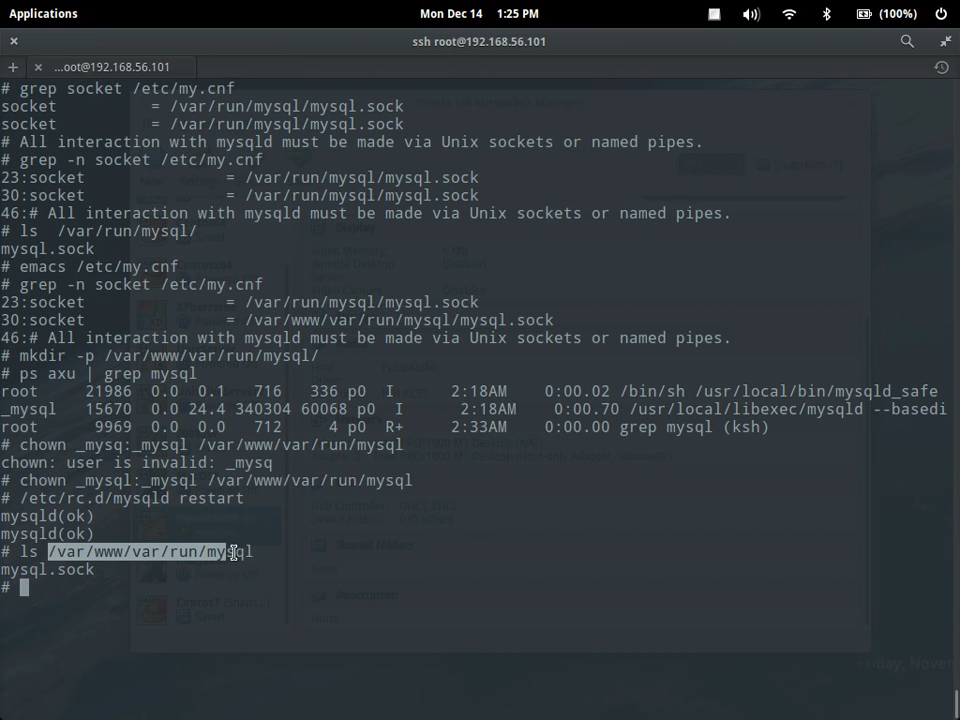 Applications
Mon Dec 14 1:25 PM
(100%)
ssh root@192.168.56.101
...oot@192.168.56.101
# grep socket /etc/my.cnf
socket = /var/run/mysql/mysql.sock
socket = /var/run/mysql/mysql.sock
# All interaction with mysqld must be made via Unix sockets or named pipes.
# grep -n socket /etc/my.cnf
23:socket = /var/run/mysql/mysql.sock
30:socket = /var/run/mysql/mysql.sock
46:# All interaction with mysqld must be made via Unix sockets or named pipes.
# ls /var/run/mysql/
mysql.sock
# emacs /etc/my.cnf
# grep -n socket /etc/my.cnf
23:socket = /var/run/mysql/mysql.sock
30:socket = /var/www/var/run/mysql/mysql.sock
46:# All interaction with mysqld must be made via Unix sockets or named pipes.
# mkdir -p /var/www/var/run/mysql/
# ps axu | grep mysql
root 21986 0.0 0.1 716 336 p0 I 2:18AM 0:00.02 /bin/sh /usr/local/bin/mysqld_safe
_mysql 15670 0.0 24.4 340304 60068 p0 I 2:18AM 0:00.70 /usr/local/libexec/mysqld --basedi
root 9969 0.0 0.0 712 4 p0 R+ 2:33AM 0:00.00 grep mysql (ksh)
# chown _mysq:_mysql /var/www/var/run/mysql
chown: user is invalid: _mysq
# chown _mysql:_mysql /var/www/var/run/mysql
# /etc/rc.d/mysqld restart
mysqld(ok)
mysqld(ok)
# ls /var/www/var/run/mysql
mysql.sock
#
Display
Shared folders
Description